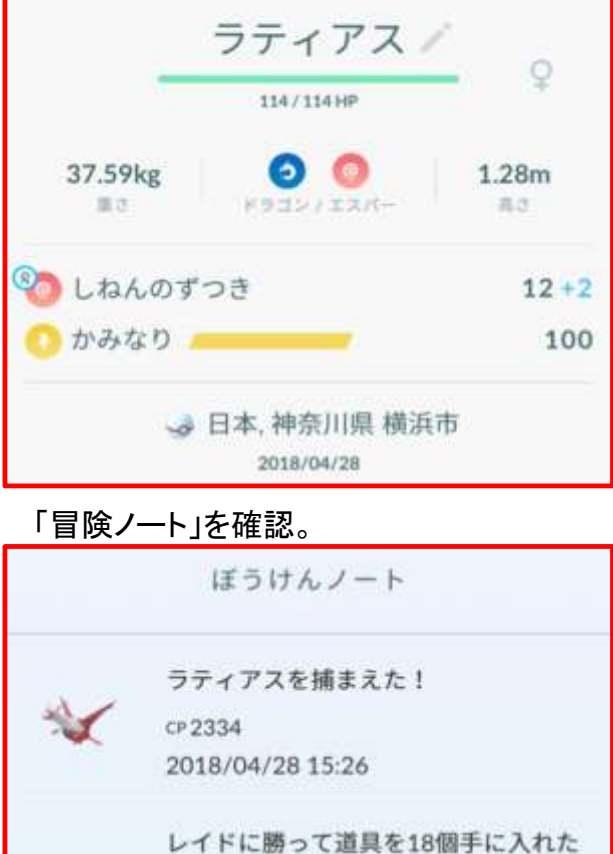 ラティアス
114 / 114 HP
37.59kg
重さ
ドラゴン / エスパー
1.28m
高さ
しねんのずつき 12 +2
かみなり 100
日本, 神奈川県 横浜市
2018/04/28
「冒険ノート」を確認。
ぼうけんノート
ラティアスを捕まえた！
CP 2334
2018/04/28 15:26
レイドに勝って道具を18個手に入れた